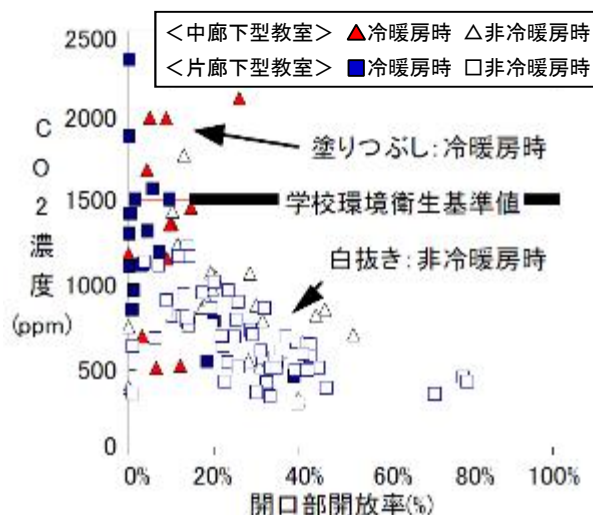 ＜中廊下型教室＞ ▲冷暖房時 △非冷暖房時
＜片廊下型教室＞ ■冷暖房時 □非冷暖房時
CO2濃度
(ppm)
2500
2000
1500
1000
500
0
塗りつぶし：冷暖房時
学校環境衛生基準値
白抜き：非冷暖房時
0% 20% 40% 60% 80% 100%
開口部開放率(%)